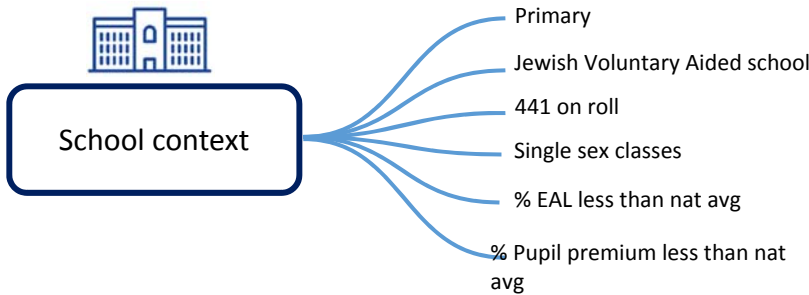 Primary
Jewish Voluntary Aided school
441 on roll
School context
Single sex classes
% EAL less than nat avg
% Pupil premium less than nat
avg